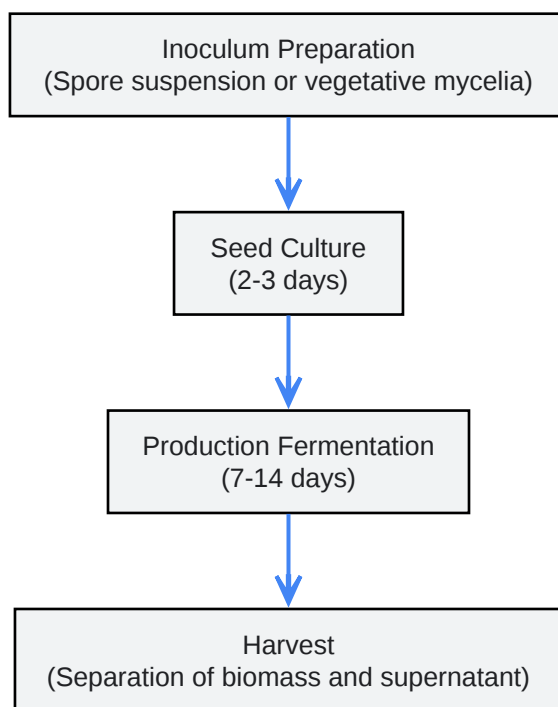 Inoculum Preparation
(Spore suspension or vegetative mycelia)
Seed Culture
(2-3 days)
Production Fermentation
(7-14 days)
Harvest
(Separation of biomass and supernatant)